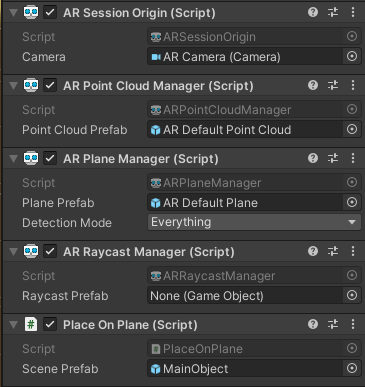 AR Session Origin (Script)
Script ARSessionOrigin
Camera AR Camera (Camera)
AR Point Cloud Manager (Script)
Script ARPointCloudManager
Point Cloud Prefab AR Default Point Cloud
AR Plane Manager (Script)
Script ARPlaneManager
Plane Prefab AR Default Plane
Detection Mode Everything
AR Raycast Manager (Script)
Script ARRaycastManager
Raycast Prefab None (Game Object)
# Place On Plane (Script)
Script PlaceOnPlane
Scene Prefab MainObject